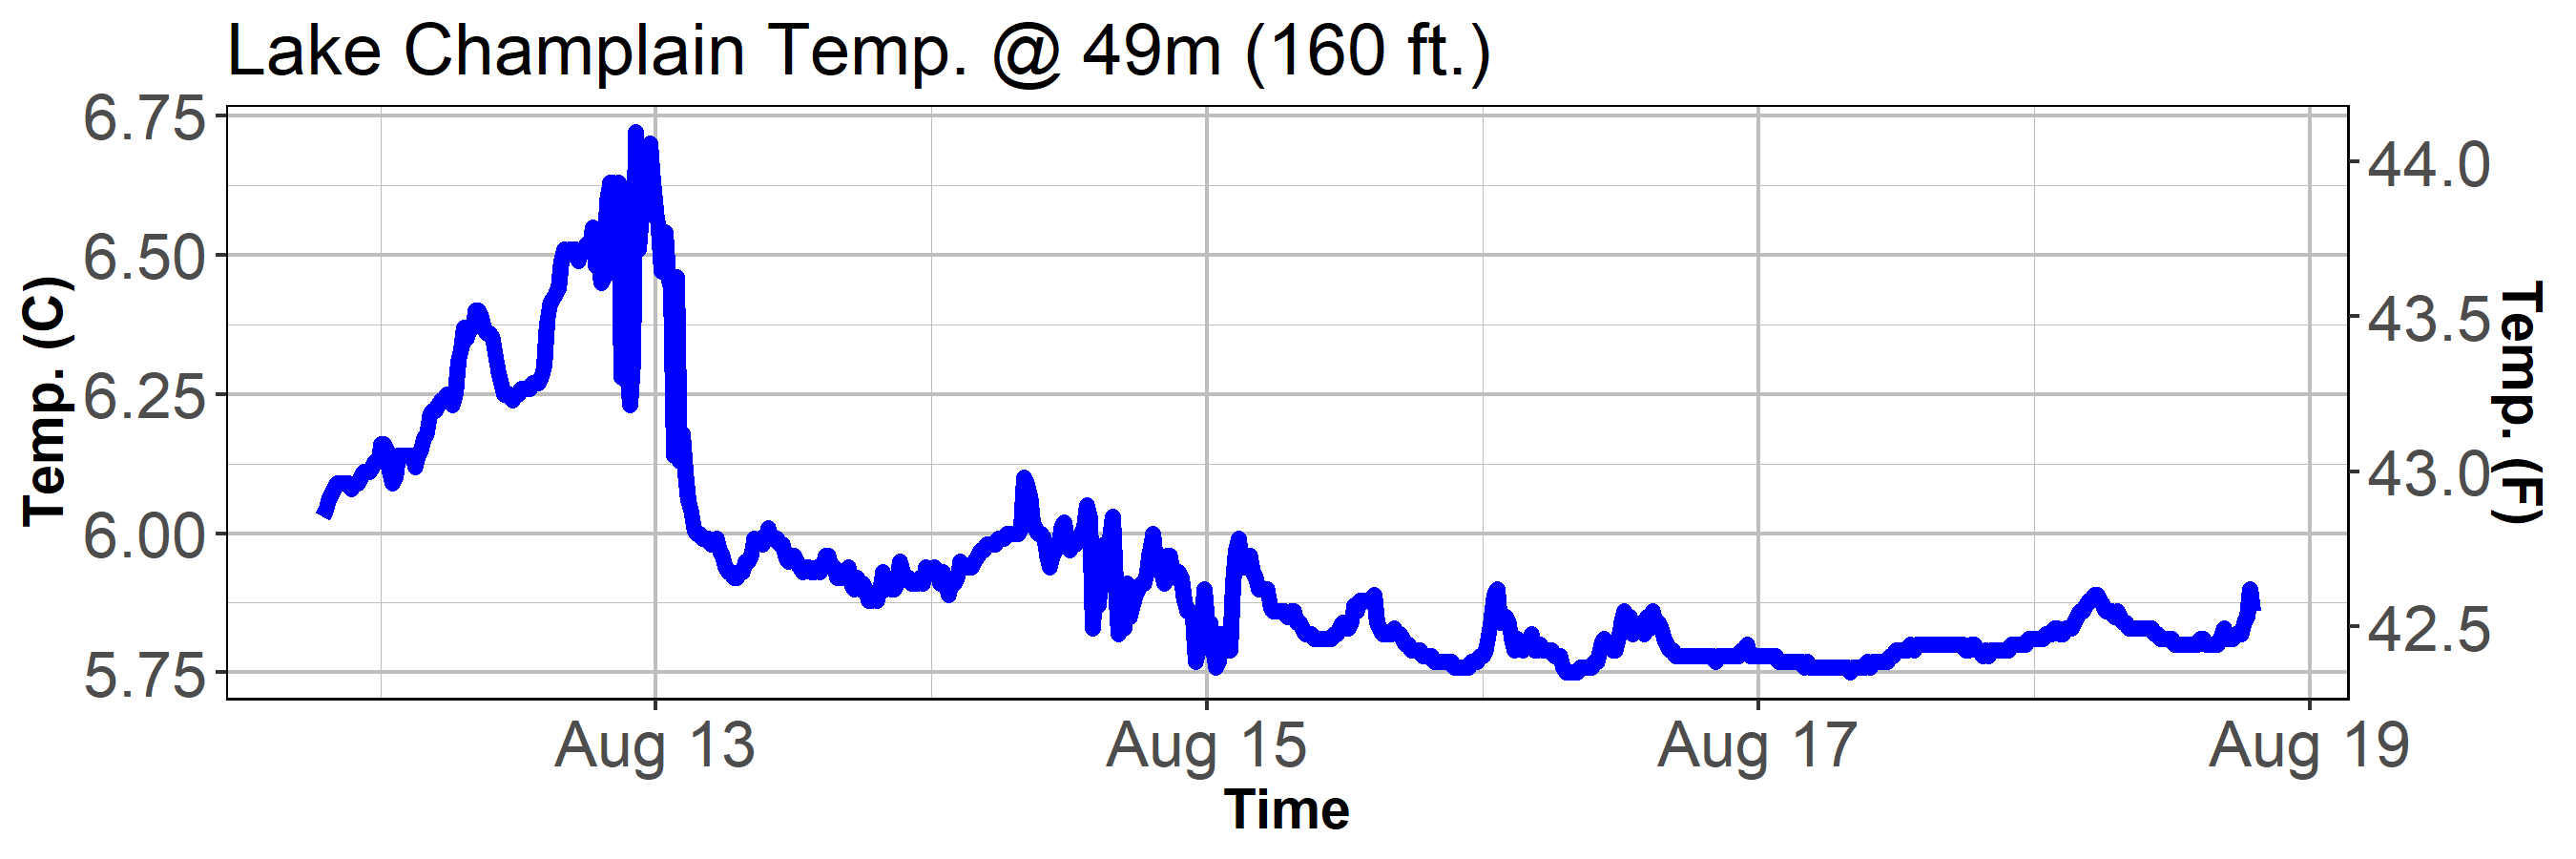 Lake Champlain Temp. @ 49m (160 ft.)
6.75
6.50
6.25
6.00
5.75
Temp. (C)
44.0
43.5
43.0
42.5
Temp. (F)
Aug 13
Aug 15
Aug 17
Aug 19
Time